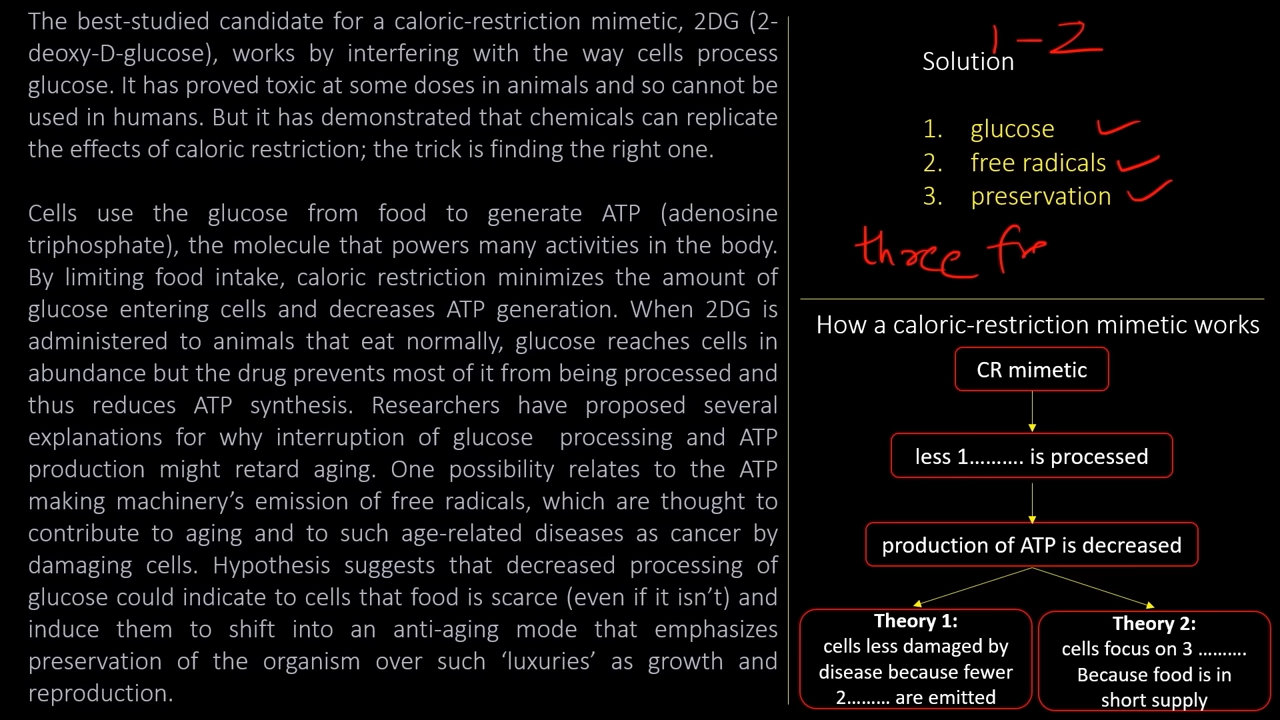 The best-studied candidate for a caloric-restriction mimetic, 2DG (2-
deoxy-D-glucose), works by interfering with the way cells process
glucose. It has proved toxic at some doses in animals and so cannot be
used in humans. But it has demonstrated that chemicals can replicate
the effects of caloric restriction; the trick is finding the right one.
Cells use the glucose from food to generate ATP (adenosine
triphosphate), the molecule that powers many activities in the body.
By limiting food intake, caloric restriction minimizes the amount of
glucose entering cells and decreases ATP generation. When 2DG is
administered to animals that eat normally, glucose reaches cells in
abundance but the drug prevents most of it from being processed and
thus reduces ATP synthesis. Researchers have proposed several
explanations for why interruption of glucose processing and ATP
production might retard aging. One possibility relates to the ATP
making machinery’s emission of free radicals, which are thought to
contribute to aging and to such age-related diseases as cancer by
damaging cells. Hypothesis suggests that decreased processing of
glucose could indicate to cells that food is scarce (even if it isn’t) and
induce them to shift into an anti-aging mode that emphasizes
preservation of the organism over such ‘luxuries’ as growth and
reproduction.
1 – 2
Solution
1. glucose
2. free radicals
3. preservation
three fre
How a caloric-restriction mimetic works
CR mimetic
less 1.......... is processed
production of ATP is decreased
Theory 1:
cells less damaged by
disease because fewer
2......... are emitted
Theory 2:
cells focus on 3 ..........
Because food is in
short supply